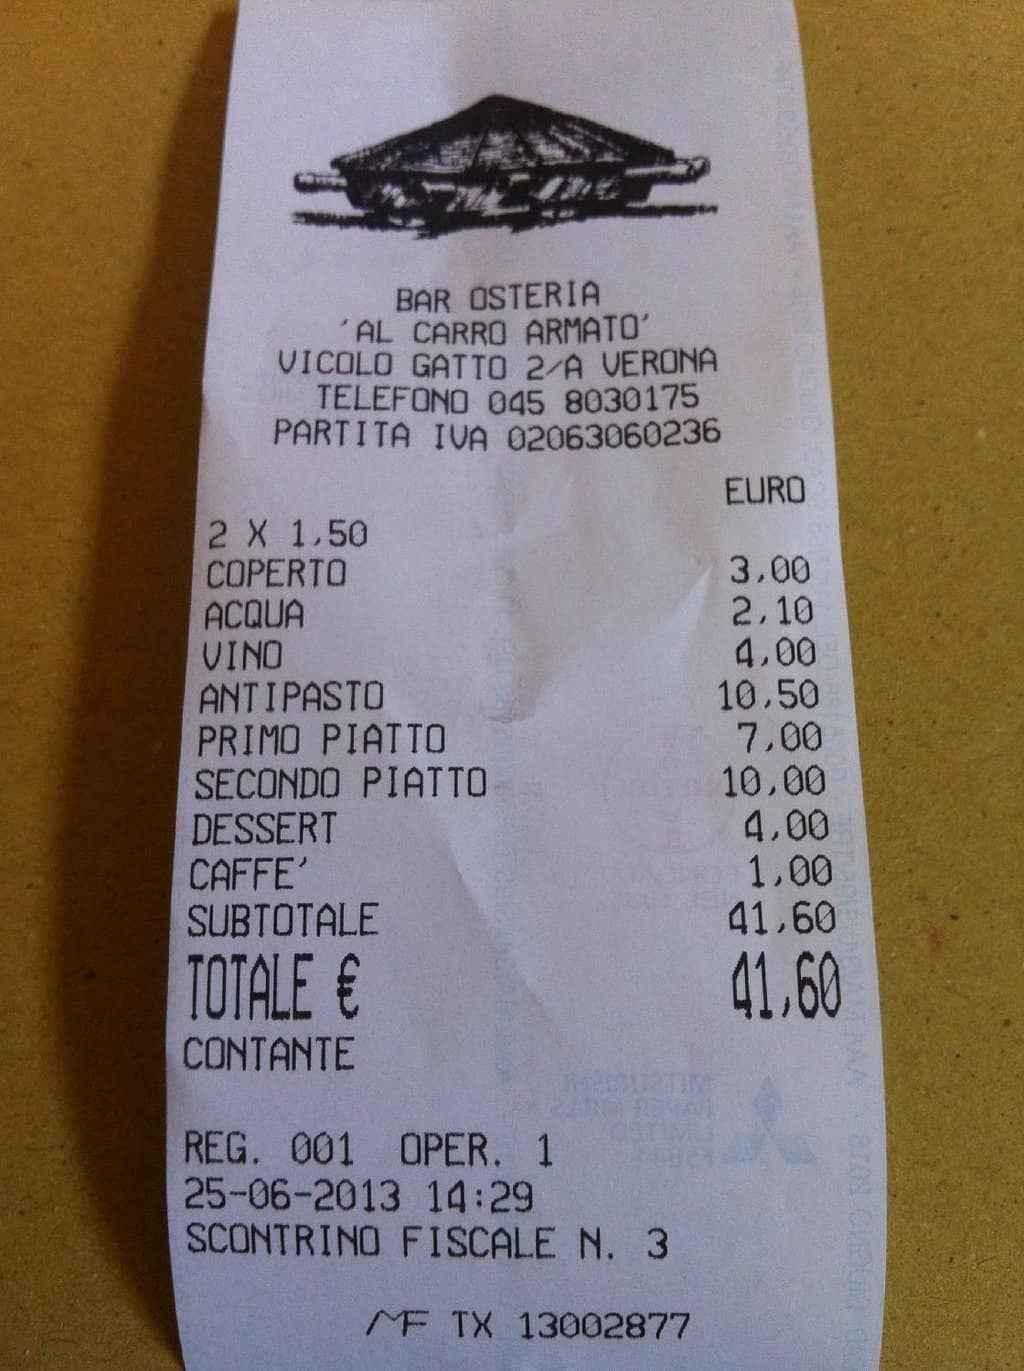 BAR OSTERIA
'AL CARRO ARMATO'
VICOLO GATTO 2/A VERONA
TELEFONO 045 8030175
PARTITA IVA 02063060236
EURO
2 X 1,50
COPERTO 3,00
ACQUA 2,10
VINO 4,00
ANTIPASTO 10,50
PRIMO PIATTO 7,00
SECONDO PIATTO 10,00
DESSERT 4,00
CAFFE' 1,00
SUBTOTALE 41,60
TOTALE € 41,60
CONTANTE
REG. 001 OPER. 1
25-06-2013 14:29
SCONTRINO FISCALE N. 3
MF TX 13002877